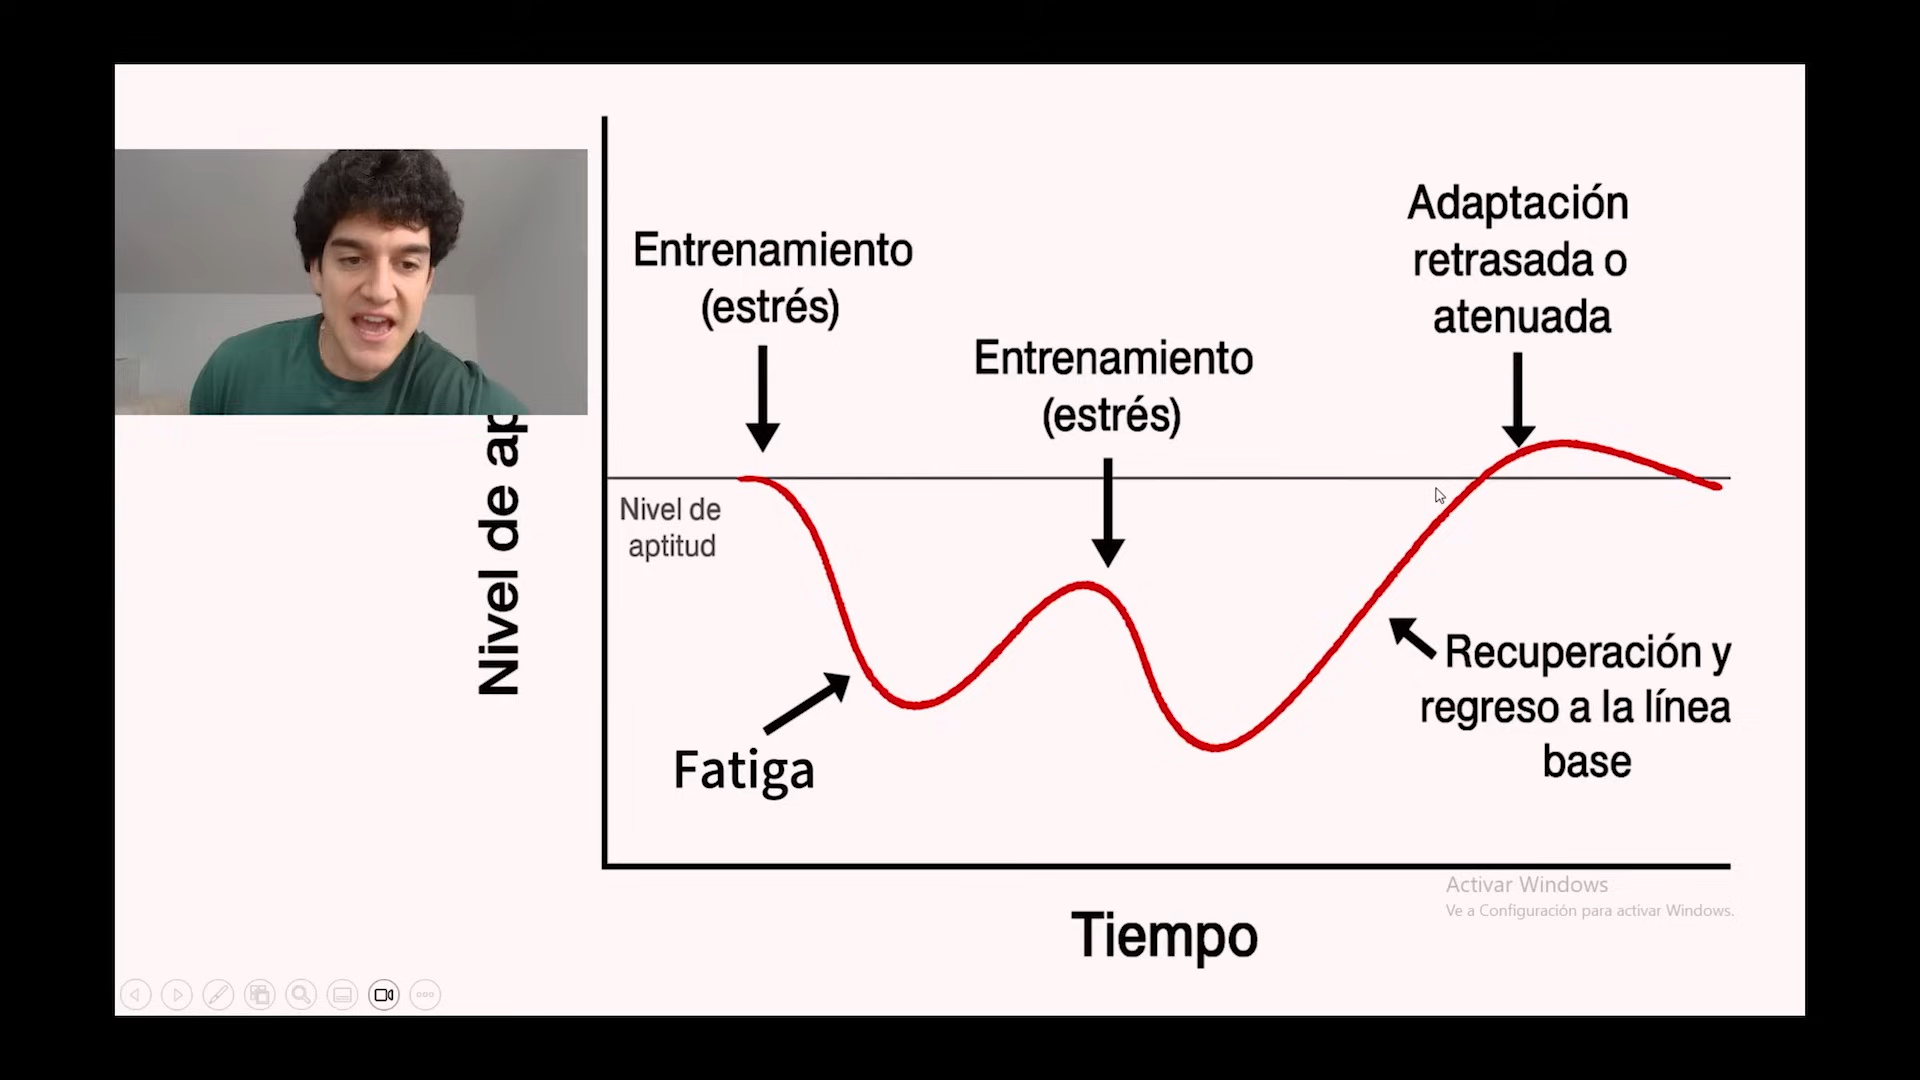 Entrenamiento
(estrés)
Entrenamiento
(estrés)
Adaptación
retrasada o
atenuada
Nivel de
aptitud
Nivel de ap
Fatiga
Recuperación y
regreso a la línea
base
Tiempo
Activar Windows
Ve a Configuración para activar Windows.